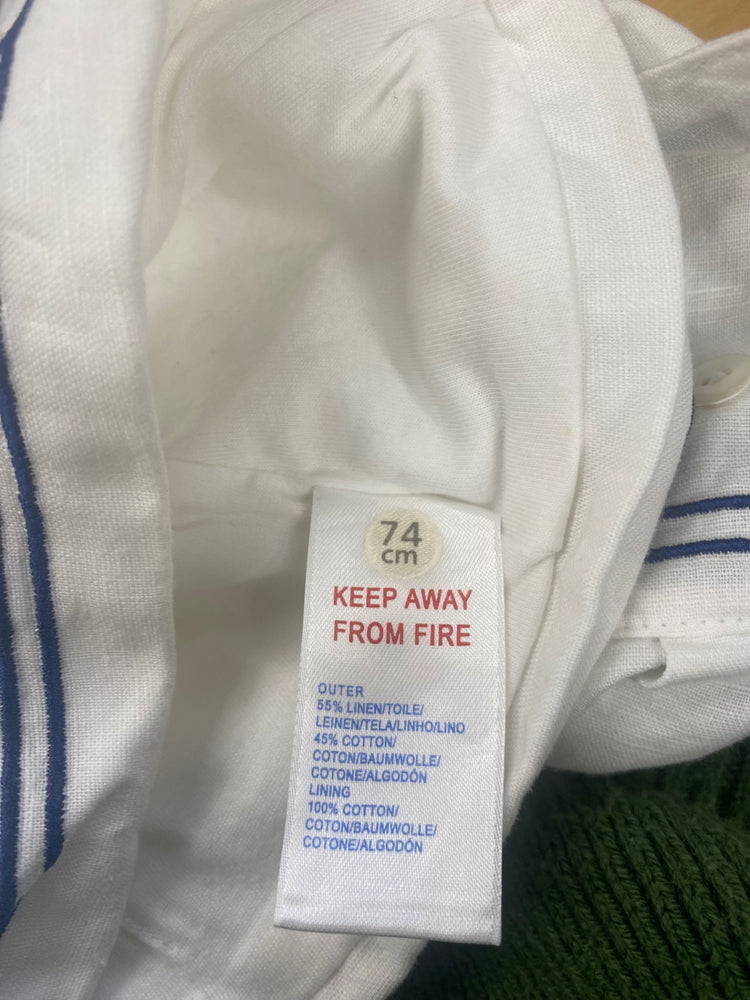 74
cm
KEEP AWAY
FROM FIRE
OUTER
55% LINEN/TOILE/
LEINEN/TELA/LINHO/LINO
45% COTTON/
COTON/BAUMWOLLE/
COTONE/ALGODÓN
LINING
100% COTTON/
COTON/BAUMWOLLE/
COTONE/ALGODÓN